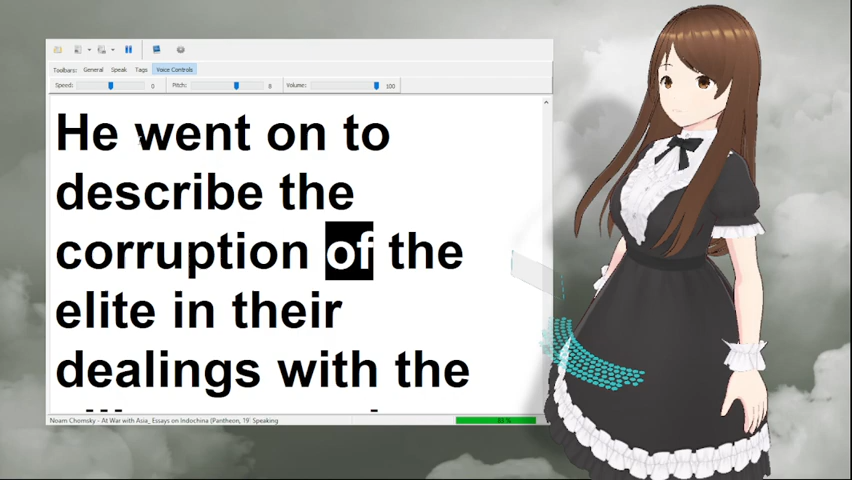 Toolbars: General Speak Tags Voice Controls
Speed: 0 Pitch: 8 Volume: 100
He went on to
describe the
corruption of the
elite in their
dealings with the
Noam Chomsky - At War with Asia_ Essays on Indochina (Pantheon, 19' Speaking